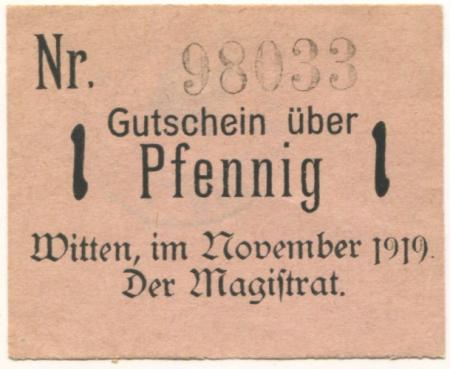 Nr. 98033
Gutschein über
1 Pfennig 1
Witten, im November 1919.
Der Magiſtrat.